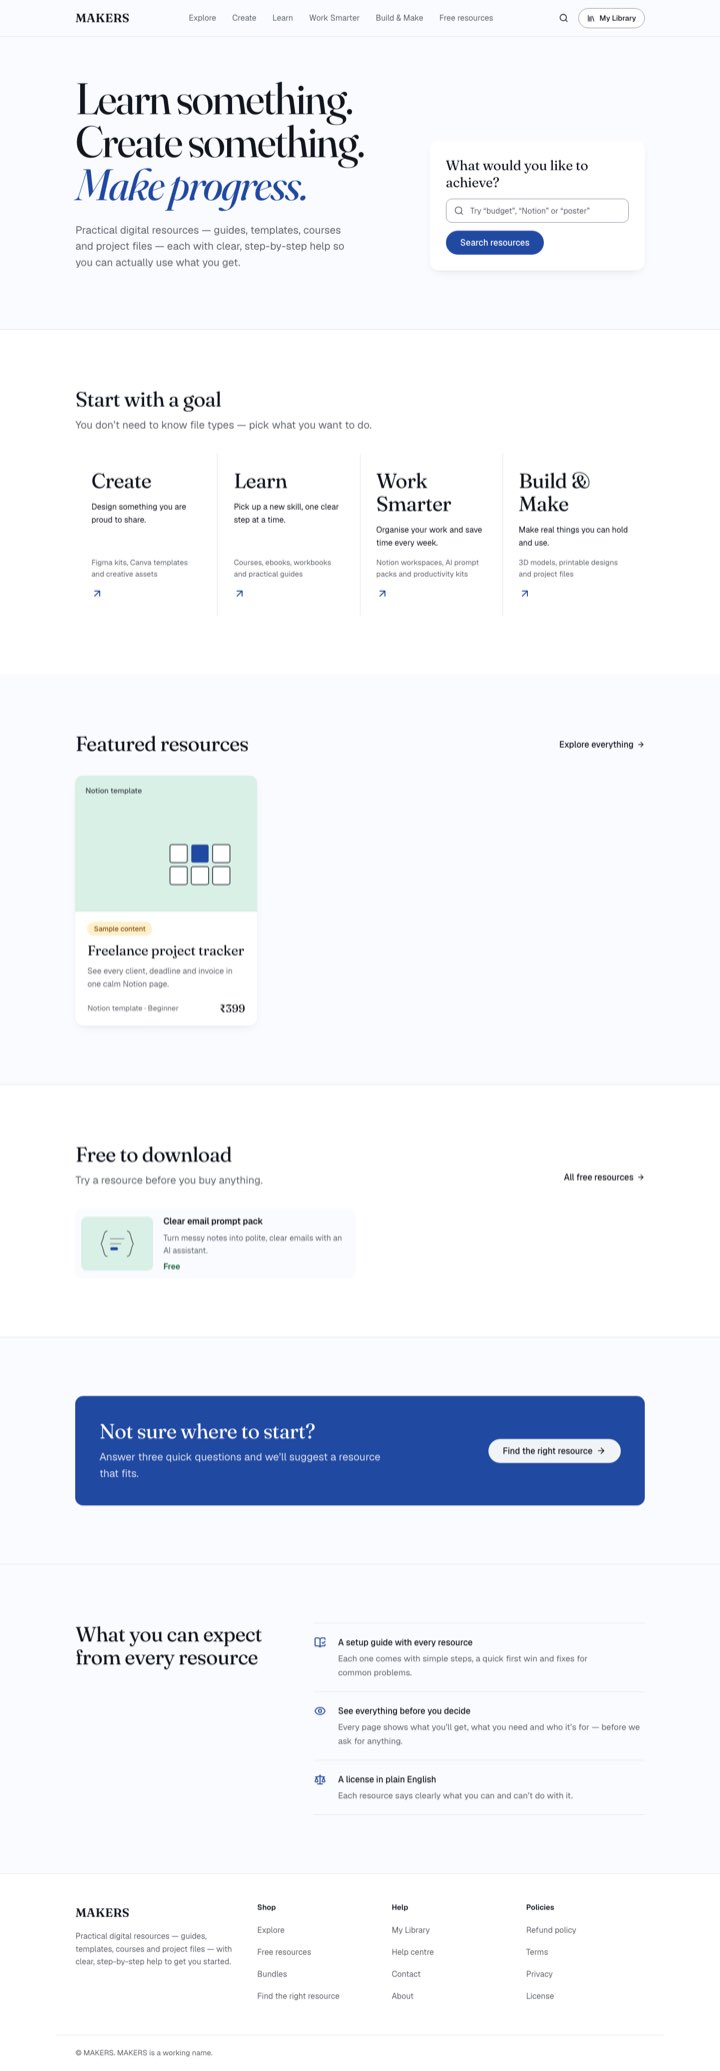 MAKERS
Explore
Create
Learn
Work Smarter
Build & Make
Free resources
My Library
Learn something.
Create something.
Make progress.
Practical digital resources — guides, templates, courses
and project files — each with clear, step-by-step help so
you can actually use what you get.
What would you like to
achieve?
Try “budget”, “Notion” or “poster”
Search resources
Start with a goal
You don’t need to know file types — pick what you want to do.
Create
Design something you are
proud to share.
Figma kits, Canva templates
and creative assets
Learn
Pick up a new skill, one clear
step at a time.
Courses, ebooks, workbooks
and practical guides
Work
Smarter
Organise your work and save
time every week.
Notion workspaces, AI prompt
packs and productivity kits
Build &
Make
Make real things you can hold
and use.
3D models, printable designs
and project files
Featured resources
Explore everything →
Notion template
Sample content
Freelance project tracker
See every client, deadline and invoice in
one calm Notion page.
Notion template · Beginner
₹399
Free to download
Try a resource before you buy anything.
All free resources →
Clear email prompt pack
Turn messy notes into polite, clear emails with an
AI assistant.
Free
Not sure where to start?
Answer three quick questions and we’ll suggest a resource
that fits.
Find the right resource →
What you can expect
from every resource
A setup guide with every resource
Each one comes with simple steps, a quick first win and fixes for
common problems.
See everything before you decide
Every page shows what you’ll get, what you need and who it’s for — before we
ask for anything.
A license in plain English
Each resource says clearly what you can and can’t do with it.
MAKERS
Practical digital resources — guides,
templates, courses and project files — with
clear, step-by-step help to get you started.
Shop
Explore
Free resources
Bundles
Find the right resource
Help
My Library
Help centre
Contact
About
Policies
Refund policy
Terms
Privacy
License
© MAKERS. MAKERS is a working name.